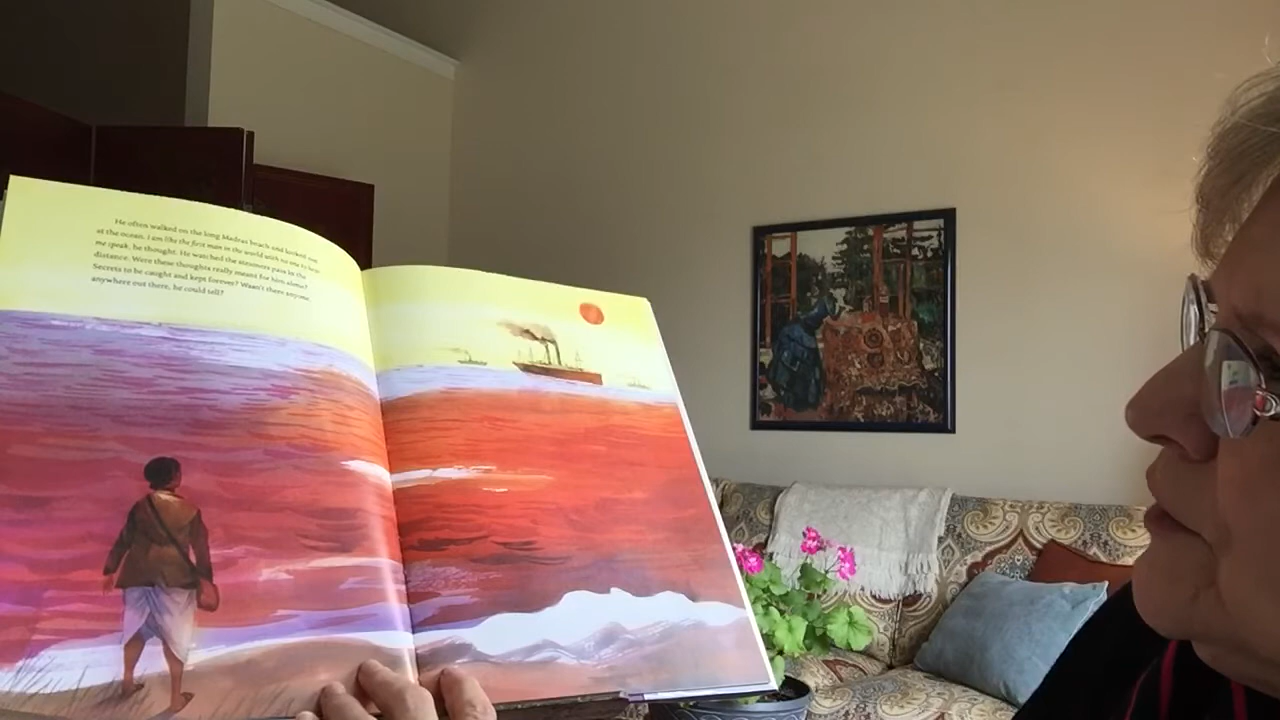 He often walked on the long Madras beach and looked out
at the ocean. I am like the first man in the world with no one to hear
me speak, he thought. He watched the steamers pass by in the
distance. Were these thoughts really meant for him alone?
Secrets to be caught and kept forever? Wasn't there anyone,
anywhere out there, he could tell?